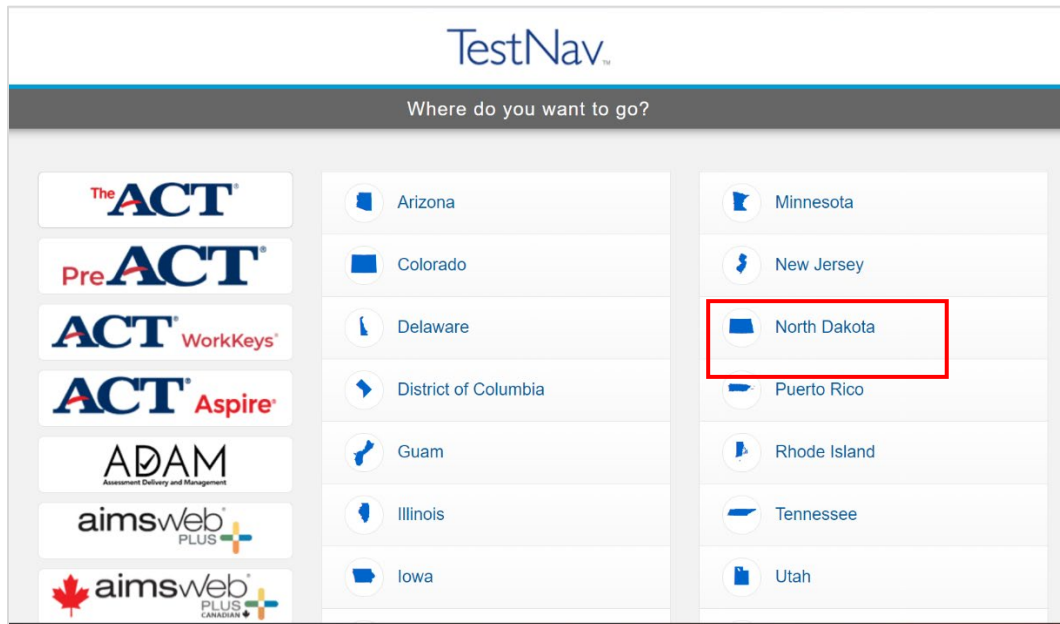 TestNav™
Where do you want to go?
The ACT®
PreACT®
ACT® WorkKeys®
ACT® Aspire®
ADAM
Assessment Delivery and Management
aimsweb®
PLUS
aimsweb®
PLUS
CANADIAN
Arizona
Colorado
Delaware
District of Columbia
Guam
Illinois
Iowa
Minnesota
New Jersey
North Dakota
Puerto Rico
Rhode Island
Tennessee
Utah